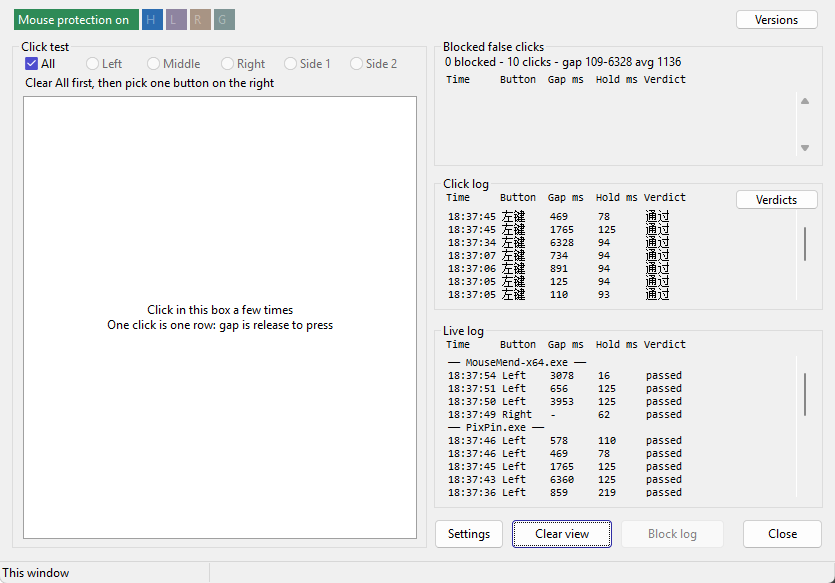 Mouse protection on H L R G Versions
Click test
All Left Middle Right Side 1 Side 2
Clear All first, then pick one button on the right
Click in this box a few times
One click is one row: gap is release to press
Blocked false clicks
0 blocked - 10 clicks - gap 109-6328 avg 1136
Time Button Gap ms Hold ms Verdict
Click log
Time Button Gap ms Hold ms Verdict
Verdicts
18:37:45 左键 469 78 通过
18:37:45 左键 1765 125 通过
18:37:34 左键 6328 94 通过
18:37:07 左键 734 94 通过
18:37:06 左键 891 94 通过
18:37:05 左键 125 94 通过
18:37:05 左键 110 93 通过
Live log
Time Button Gap ms Hold ms Verdict
── MouseMend-x64.exe ──
18:37:54 Left 3078 16 passed
18:37:51 Left 656 125 passed
18:37:50 Left 3953 125 passed
18:37:49 Right - 62 passed
── PixPin.exe ──
18:37:46 Left 578 110 passed
18:37:46 Left 469 78 passed
18:37:45 Left 1765 125 passed
18:37:43 Left 6360 125 passed
18:37:36 Left 859 219 passed
Settings Clear view Block log Close
This window